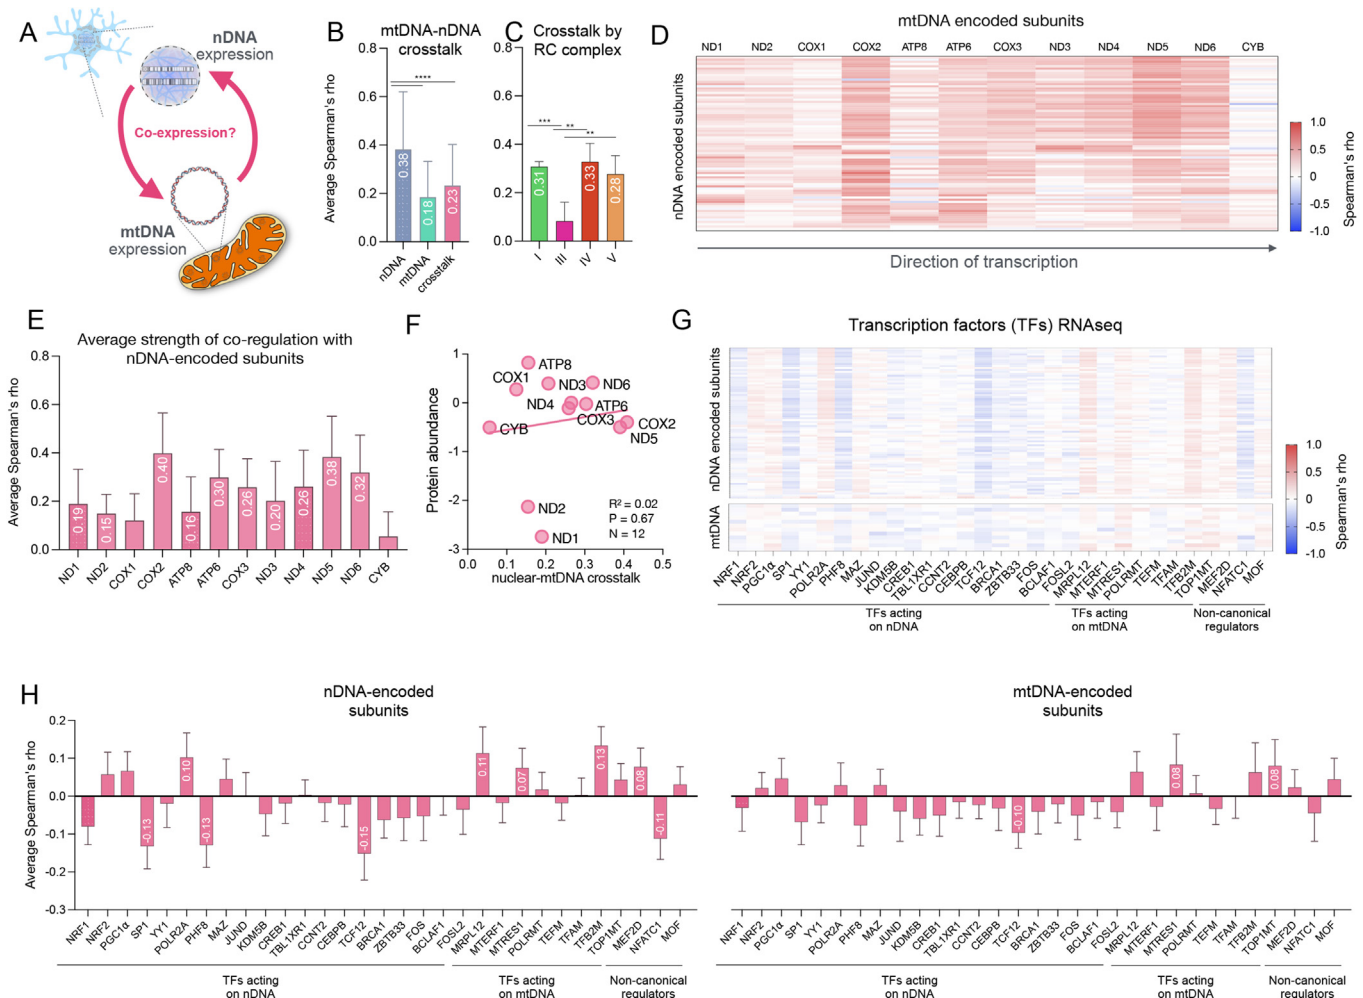 A
nDNA
expression
Co-expression?
mtDNA
expression
B
mtDNA-nDNA
crosstalk
Average Spearman's rho
0.8
0.6
0.4
0.2
0.0
****
0.38
0.18
0.23
nDNA
mtDNA
crosstalk
C
Crosstalk by
RC complex
0.8
0.6
0.4
0.2
0.0
***
**
**
0.31
0.33
0.28
I
III
IV
V
D
mtDNA encoded subunits
ND1 ND2 COX1 COX2 ATP8 ATP6 COX3 ND3 ND4 ND5 ND6 CYB
nDNA encoded subunits
Direction of transcription
1.0
0.5
0
-0.5
-1.0
Spearman's rho
E
Average strength of co-regulation with
nDNA-encoded subunits
Average Spearman's rho
0.8
0.6
0.4
0.2
0.0
0.19 0.15 0.40 0.16 0.30 0.26 0.20 0.26 0.38 0.32
ND1 ND2 COX1 COX2 ATP8 ATP6 COX3 ND3 ND4 ND5 ND6 CYB
F
Protein abundance
1
0
-1
-2
-3
ATP8
COX1
ND3 ND6
ND4 ATP6
COX3 COX2
CYB
ND5
ND2
ND1
R² = 0.02
P = 0.67
N = 12
0.0 0.1 0.2 0.3 0.4 0.5
nuclear-mtDNA crosstalk
G
Transcription factors (TFs) RNAseq
nDNA encoded subunits
mtDNA
NRF1 NRF2 PGC1α SP1 YY1 POLR2A PHF8 MAZ JUND KDM5B CREB1 TBL1XR1 CCNT2 CEBPB TCF12 BRCA1 ZBTB33 FOS BCLAF1 FOSL2 MRPL12 MTERF1 MTRES1 POLRMT TEFM TFAM TFB2M TOP1MT MEF2D NFATC1 MOF
TFs acting
on nDNA
TFs acting
on mtDNA
Non-canonical
regulators
1.0
0.5
0
-0.5
-1.0
Spearman's rho
H
nDNA-encoded
subunits
Average Spearman's rho
0.2
0.1
0.0
-0.1
-0.2
-0.3
-0.13 0.10 -0.13 -0.15 0.11 0.07 0.13 0.08 -0.11
NRF1 NRF2 PGC1α SP1 YY1 POLR2A PHF8 MAZ JUND KDM5B CREB1 TBL1XR1 CCNT2 CEBPB TCF12 BRCA1 ZBTB33 FOS BCLAF1 FOSL2 MRPL12 MTERF1 MTRES1 POLRMT TEFM TFAM TFB2M TOP1MT MEF2D NFATC1 MOF
TFs acting
on nDNA
TFs acting
on mtDNA
Non-canonical
regulators
mtDNA-encoded
subunits
-0.10 0.08 0.08
NRF1 NRF2 PGC1α SP1 YY1 POLR2A PHF8 MAZ JUND KDM5B CREB1 TBL1XR1 CCNT2 CEBPB TCF12 BRCA1 ZBTB33 FOS BCLAF1 FOSL2 MRPL12 MTERF1 MTRES1 POLRMT TEFM TFAM TFB2M TOP1MT MEF2D NFATC1 MOF
TFs acting
on nDNA
TFs acting
on mtDNA
Non-canonical
regulators